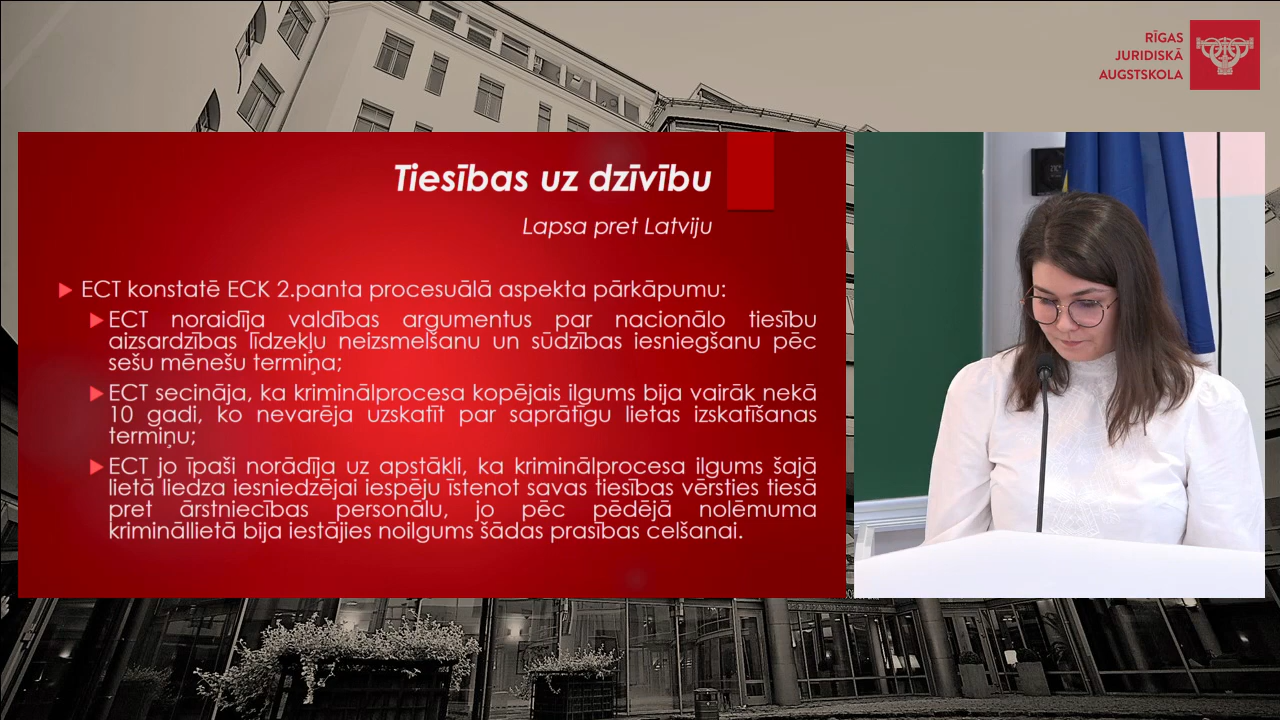 RĪGAS
JURIDISKĀ
AUGSTSKOLA
Tiesības uz dzīvību
Lapsa pret Latviju
ECT konstatē ECK 2.panta procesuālā aspekta pārkāpumu:
ECT noraidīja valdības argumentus par nacionālo tiesību
aizsardzības līdzekļu neizsmelšanu un sūdzības iesniegšanu pēc
sešu mēnešu termiņa;
ECT secināja, ka kriminālprocesa kopējais ilgums bija vairāk nekā
10 gadi, ko nevarēja uzskatīt par saprātīgu lietas izskatīšanas
termiņu;
ECT jo īpaši norādīja uz apstākli, ka kriminālprocesa ilgums šajā
lietā liedza iesniedzējai iespēju īstenot savas tiesības vērsties tiesā
pret ārstniecības personālu, jo pēc pēdējā nolēmuma
krimināllietā bija iestājies noilgums šādas prasības celšanai.